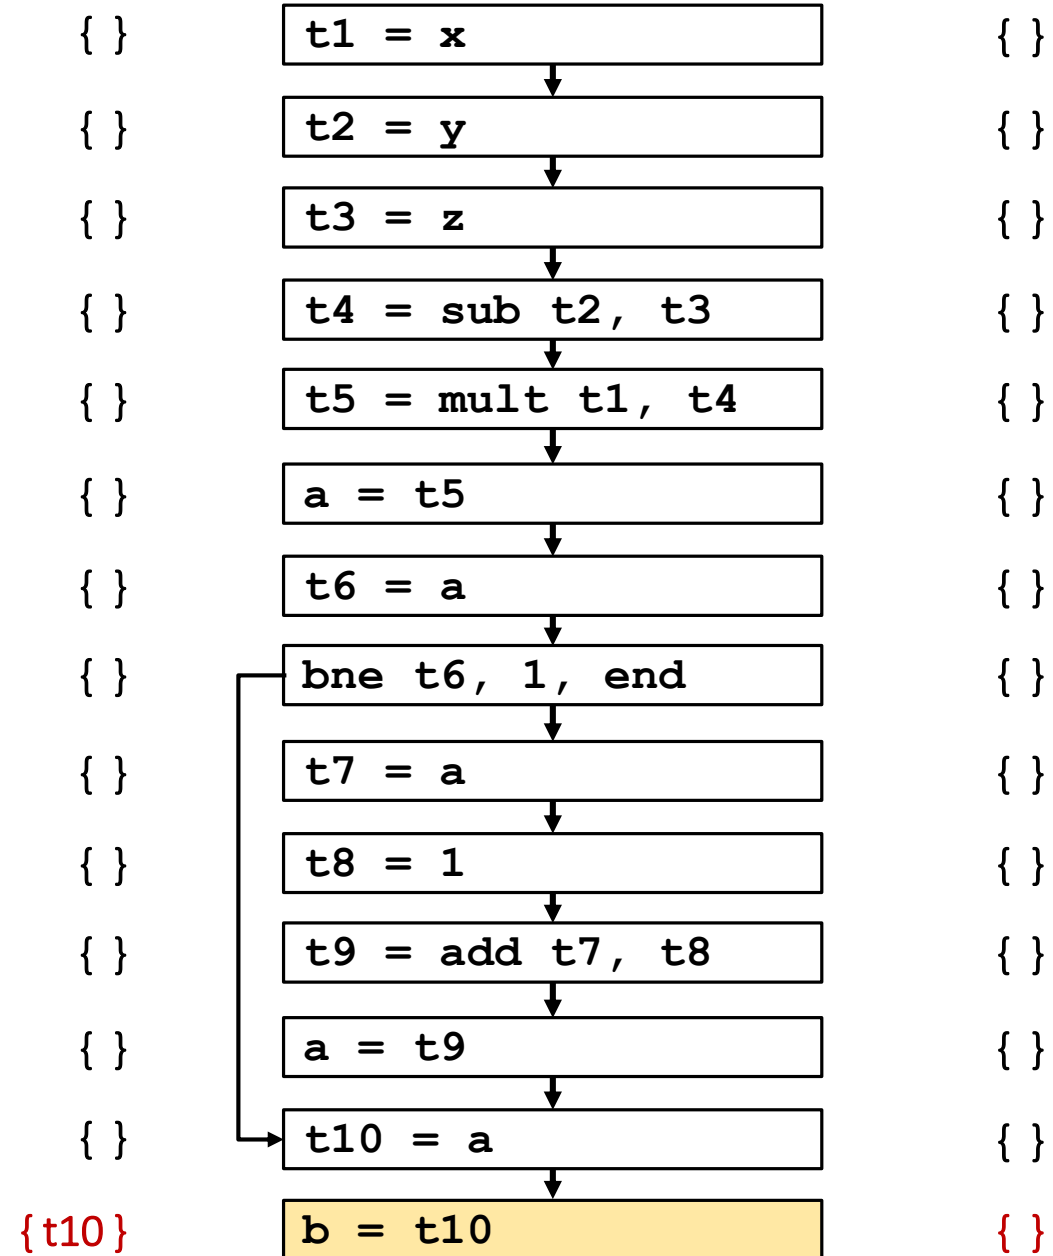 { } t1 = x { }
{ } t2 = y { }
{ } t3 = z { }
{ } t4 = sub t2, t3 { }
{ } t5 = mult t1, t4 { }
{ } a = t5 { }
{ } t6 = a { }
{ } bne t6, 1, end { }
{ } t7 = a { }
{ } t8 = 1 { }
{ } t9 = add t7, t8 { }
{ } a = t9 { }
{ } t10 = a { }
{t10} b = t10 { }